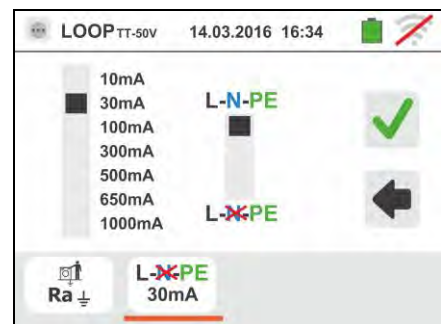 LOOP TT-50V 14.03.2016 16:34
10mA
30mA
100mA
300mA
500mA
650mA
1000mA
L-N-PE
L-N-PE
Ra
L-N-PE
30mA